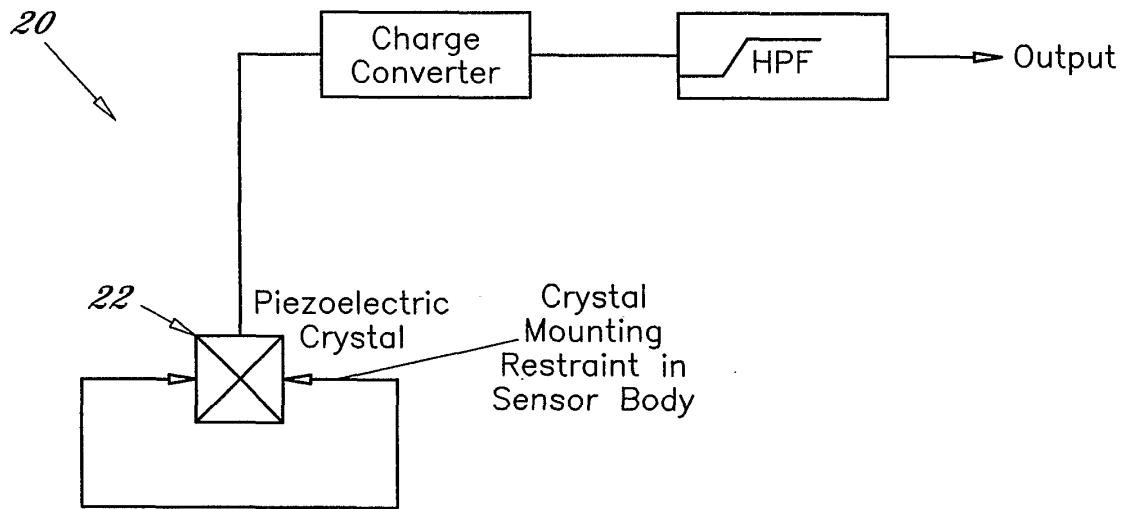 20
Charge
Converter
HPF
Output
22
Piezoelectric
Crystal
Crystal
Mounting
Restraint in
Sensor Body